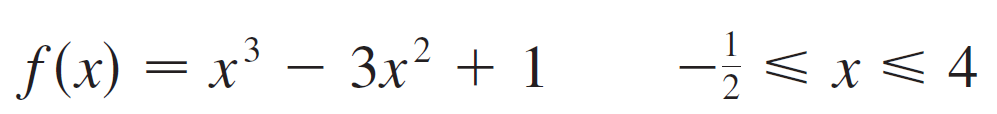 f(x) = x³ − 3x² + 1  −½ ⩽ x ⩽ 4